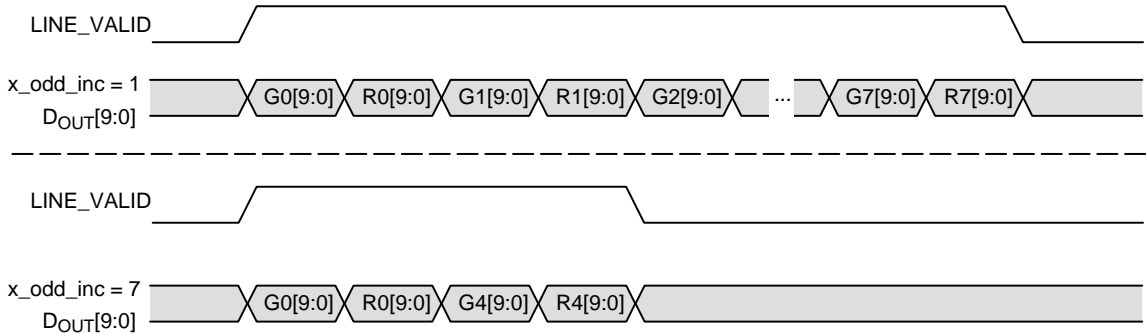 LINE_VALID
x_odd_inc = 1
D_OUT[9:0]
G0[9:0] R0[9:0] G1[9:0] R1[9:0] G2[9:0] ... G7[9:0] R7[9:0]
LINE_VALID
x_odd_inc = 7
D_OUT[9:0]
G0[9:0] R0[9:0] G4[9:0] R4[9:0]